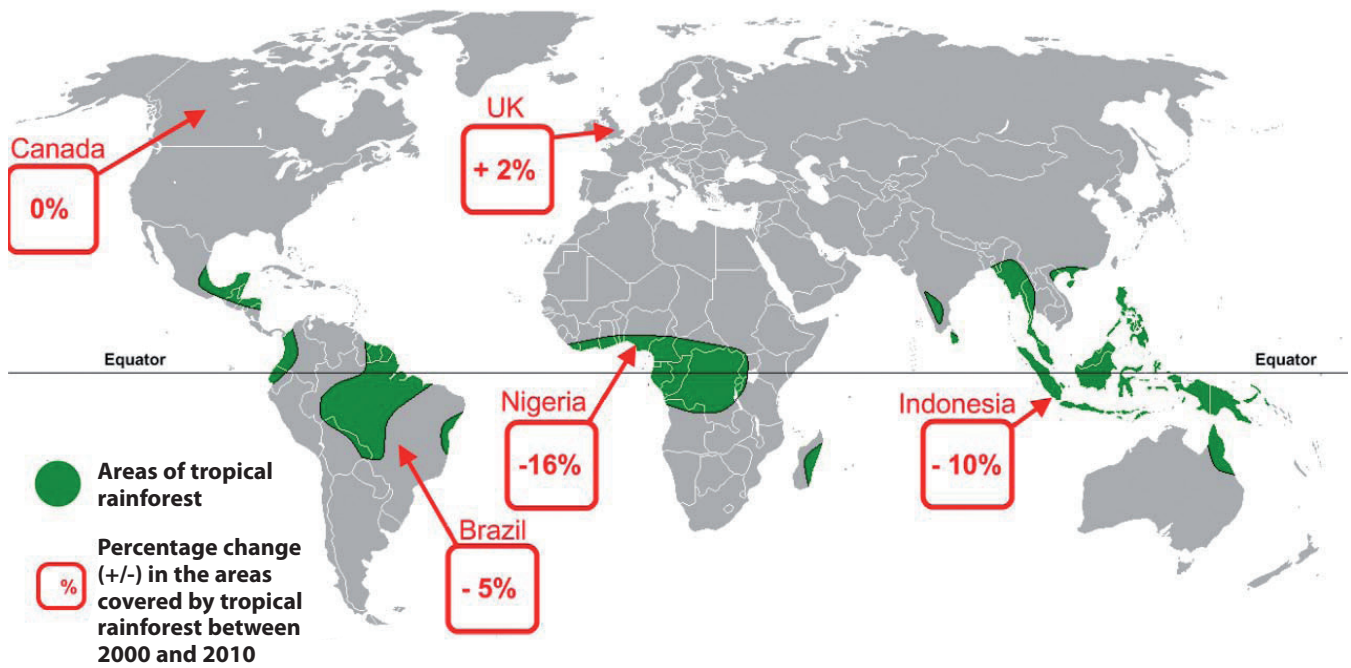 UK
+ 2%
Canada
0%
Equator
Equator
Nigeria
-16%
Indonesia
- 10%
Brazil
- 5%
Areas of tropical
rainforest
%
Percentage change
(+/-) in the areas
covered by tropical
rainforest between
2000 and 2010